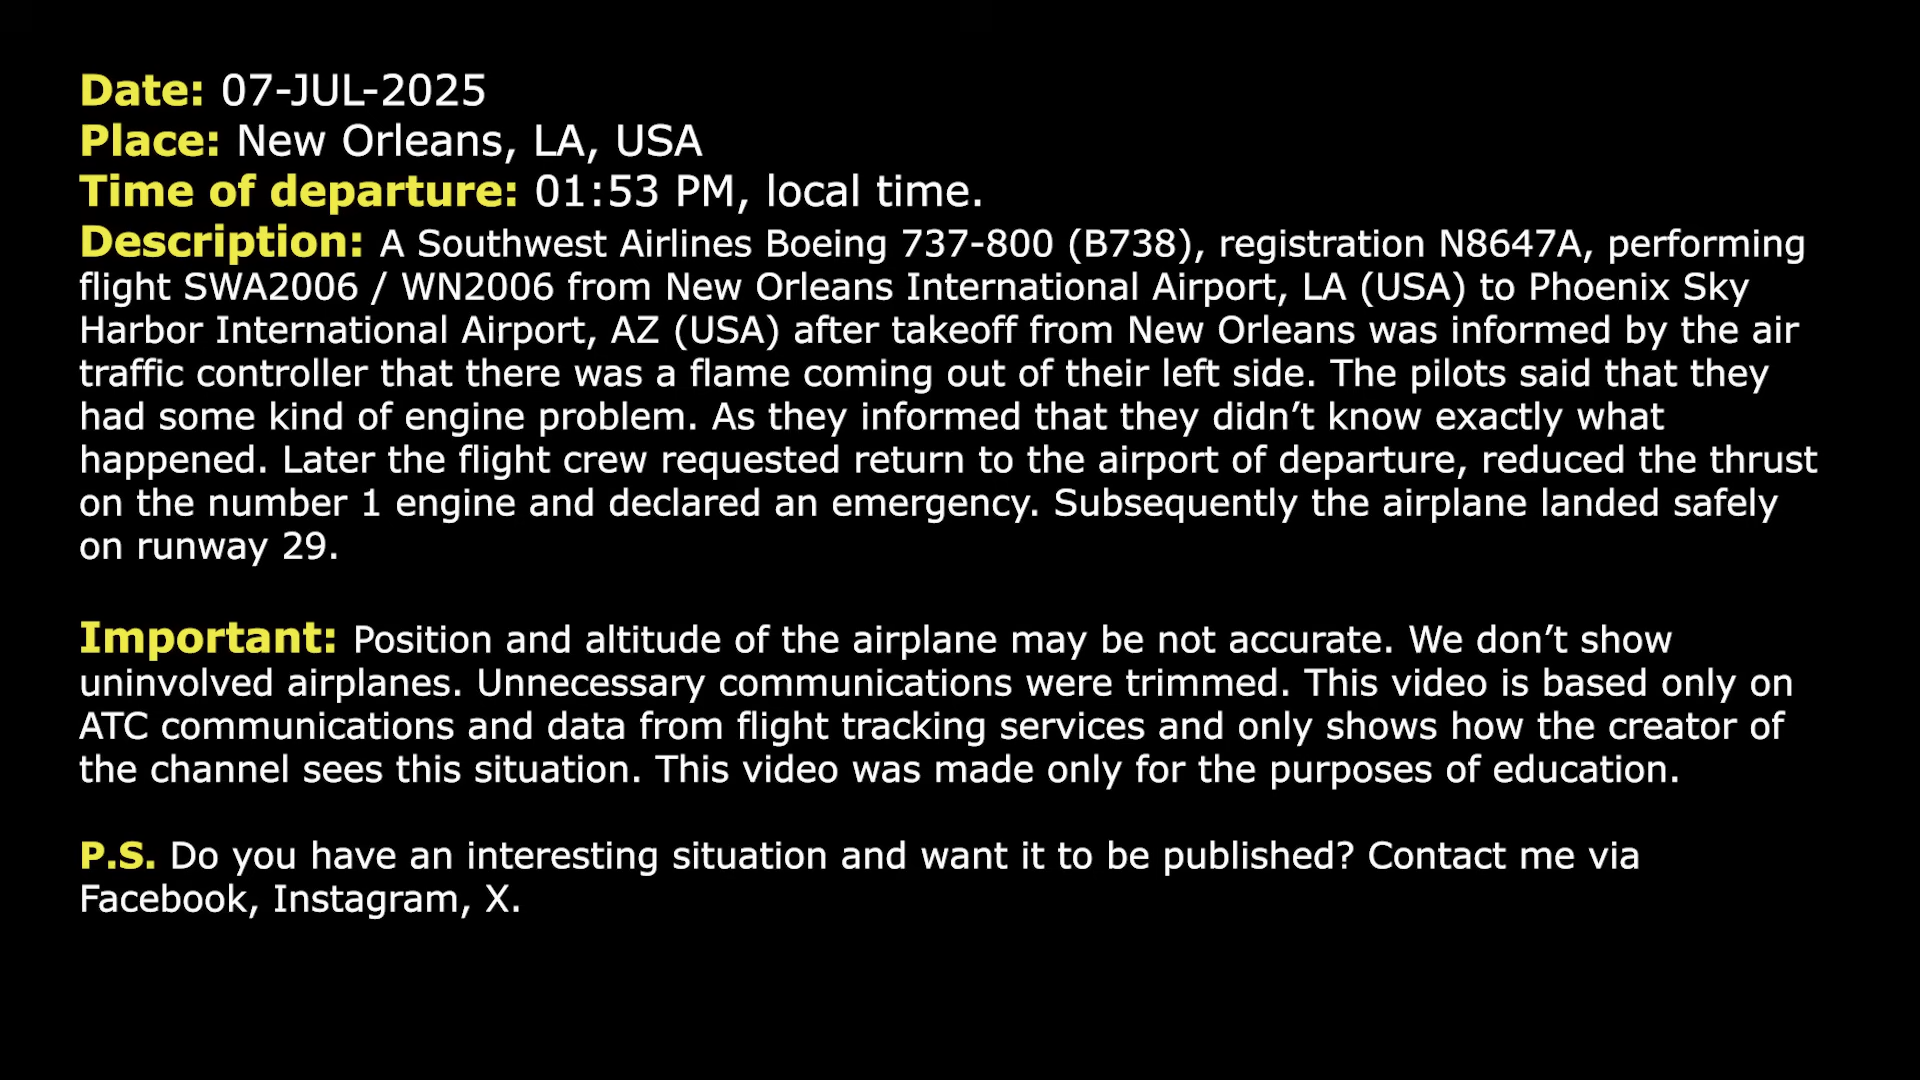 Date: 07-JUL-2025
Place: New Orleans, LA, USA
Time of departure: 01:53 PM, local time.
Description: A Southwest Airlines Boeing 737-800 (B738), registration N8647A, performing
flight SWA2006 / WN2006 from New Orleans International Airport, LA (USA) to Phoenix Sky
Harbor International Airport, AZ (USA) after takeoff from New Orleans was informed by the air
traffic controller that there was a flame coming out of their left side. The pilots said that they
had some kind of engine problem. As they informed that they didn’t know exactly what
happened. Later the flight crew requested return to the airport of departure, reduced the thrust
on the number 1 engine and declared an emergency. Subsequently the airplane landed safely
on runway 29.
Important: Position and altitude of the airplane may be not accurate. We don’t show
uninvolved airplanes. Unnecessary communications were trimmed. This video is based only on
ATC communications and data from flight tracking services and only shows how the creator of
the channel sees this situation. This video was made only for the purposes of education.
P.S. Do you have an interesting situation and want it to be published? Contact me via
Facebook, Instagram, X.